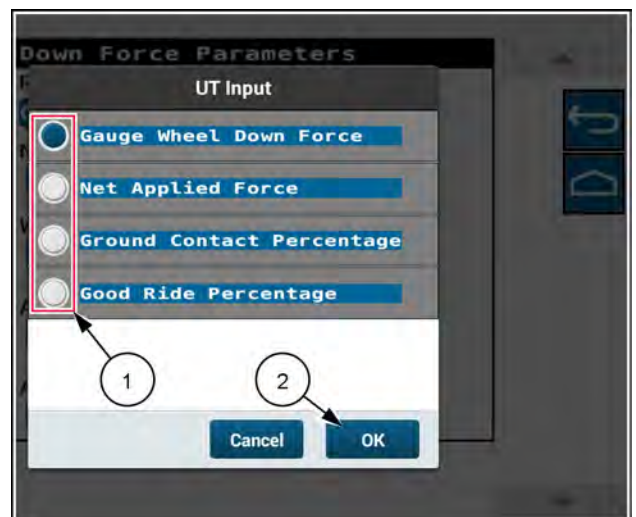 Down Force Parameters
UT Input
Gauge Wheel Down Force
Net Applied Force
Ground Contact Percentage
Good Ride Percentage
1
2
Cancel
OK